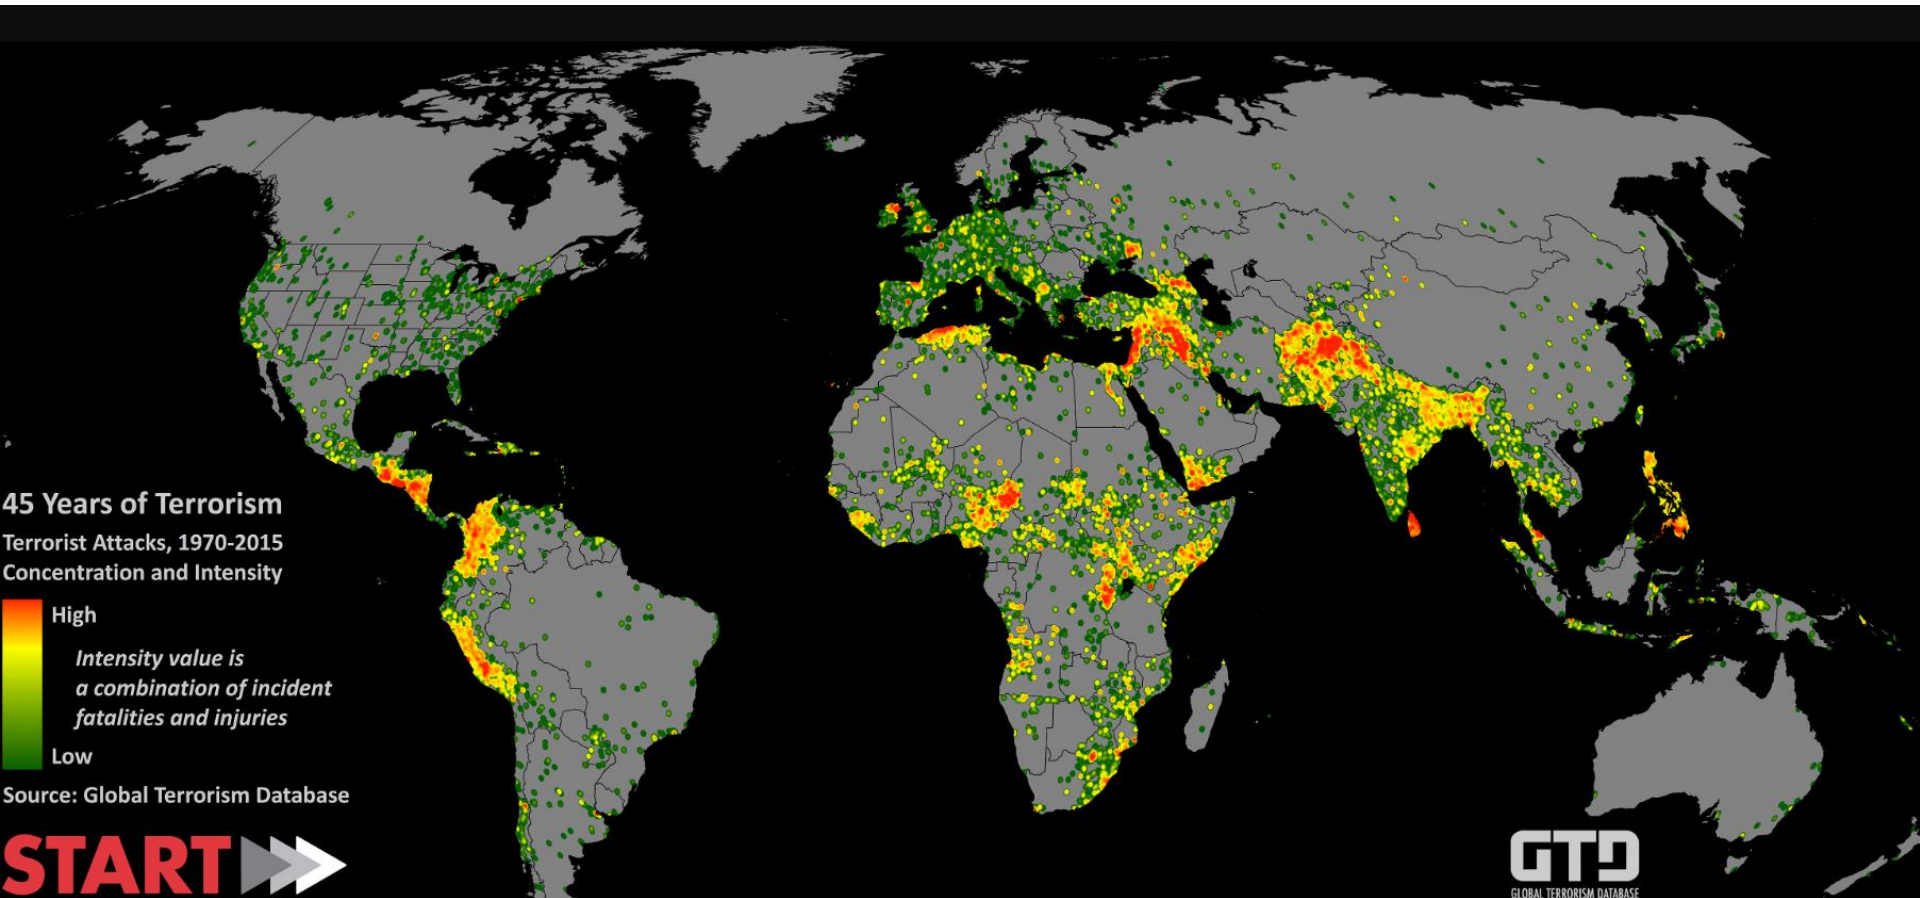 45 Years of Terrorism
Terrorist Attacks, 1970-2015
Concentration and Intensity
High
Intensity value is
a combination of incident
fatalities and injuries
Low
Source: Global Terrorism Database
START
GTD
GLOBAL TERRORISM DATABASE